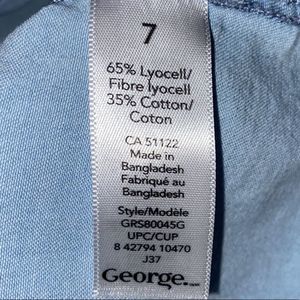 7
65% Lyocell/
Fibre lyocell
35% Cotton/
Coton
CA 51122
Made in
Bangladesh
Fabriqué au
Bangladesh
Style/Modèle
GRS80045G
UPC/CUP
8 42794 10470
J37
George.